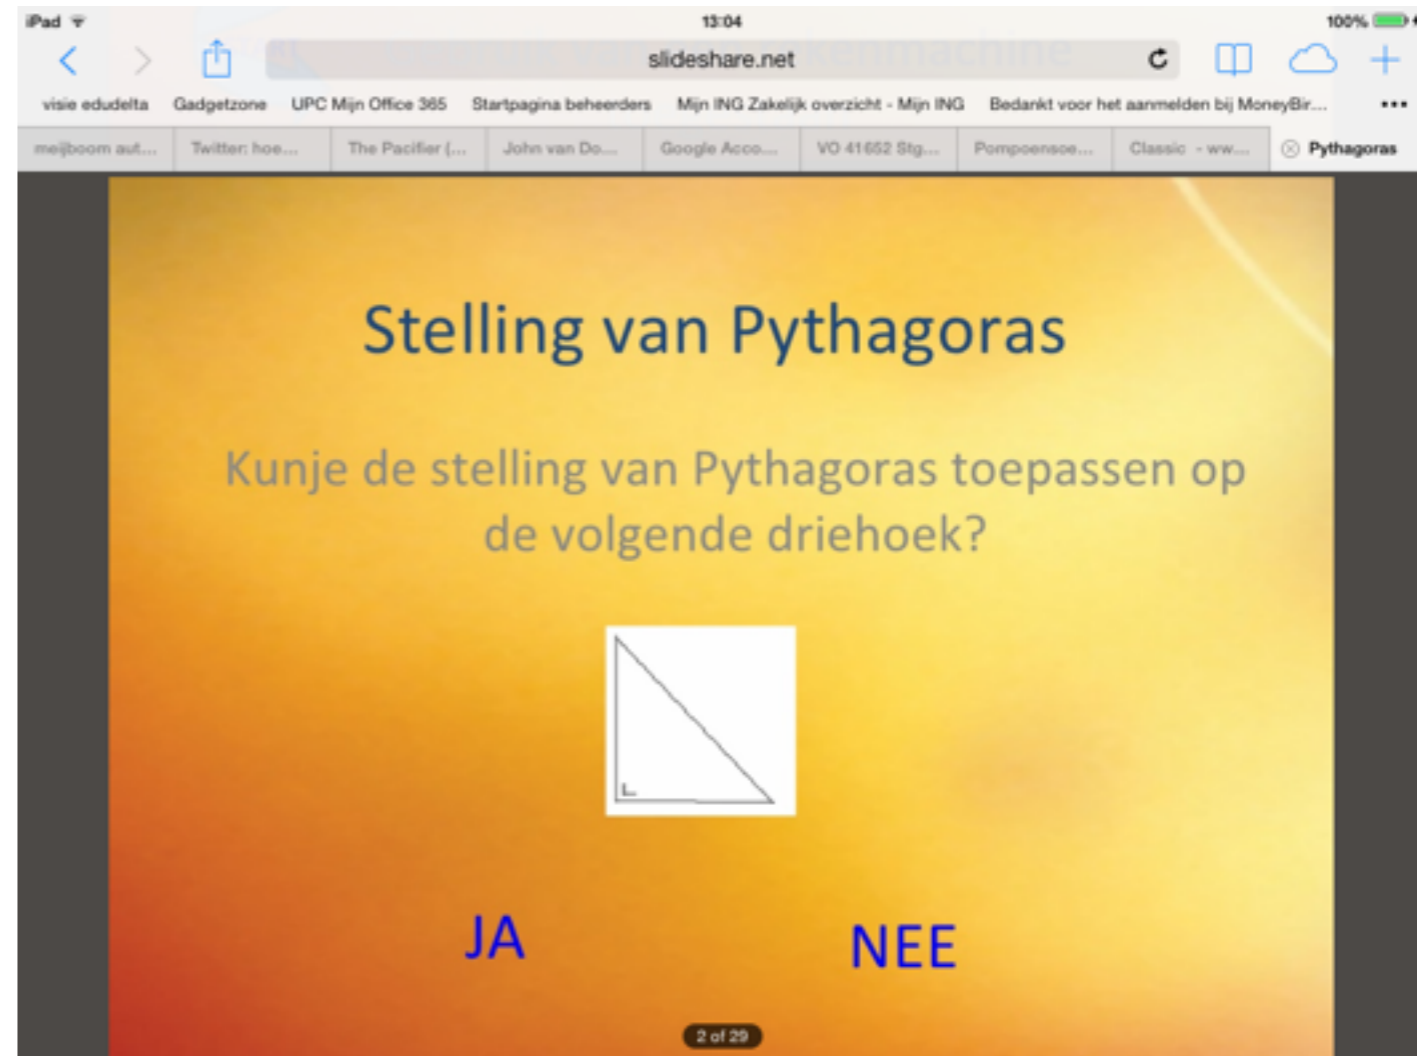 iPad 13:04 100%
slideshare.net
visie edudelta Gadgetzone UPC Mijn Office 365 Startpagina beheerders Mijn ING Zakelijk overzicht - Mijn ING Bedankt voor het aanmelden bij MoneyBir... •••
meijboom aut... Twitter: hoe... The Pacifier (... John van Do... Google Acco... VO 41652 Stg... Pompoensoe... Classic - ww... Pythagoras
Stelling van Pythagoras
Kunje de stelling van Pythagoras toepassen op
de volgende driehoek?
JA NEE
2 of 29